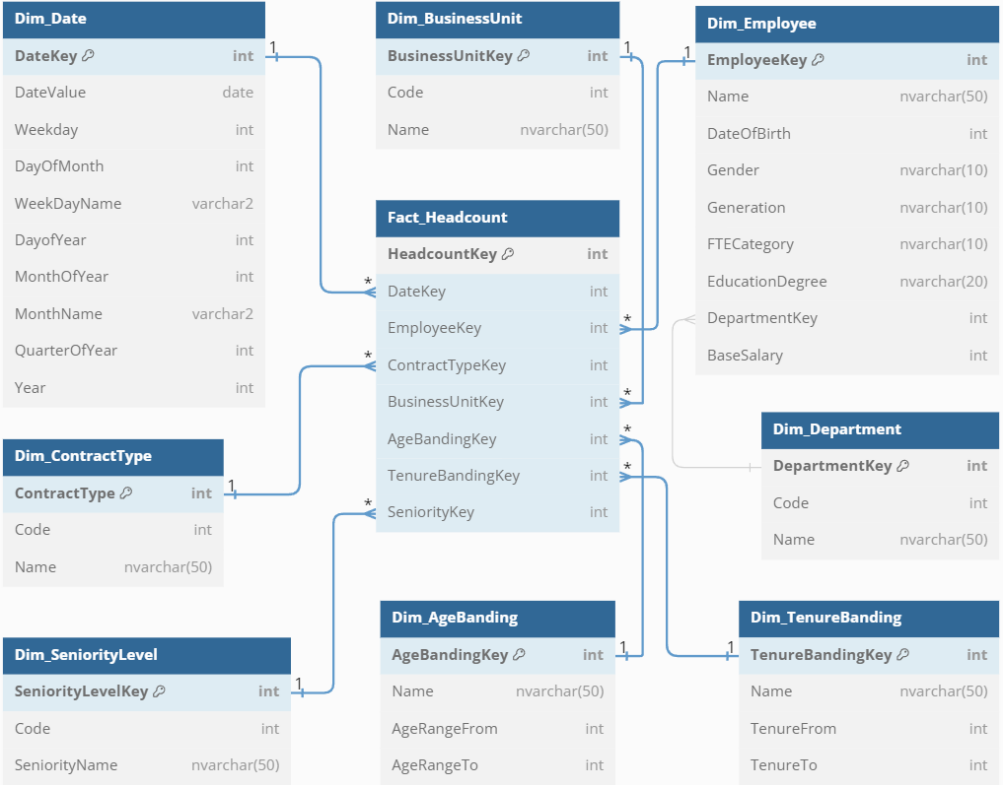 Dim_Date
DateKey int
DateValue date
Weekday int
DayOfMonth int
WeekDayName varchar2
DayofYear int
MonthOfYear int
MonthName varchar2
QuarterOfYear int
Year int
1
*
Dim_BusinessUnit
BusinessUnitKey int
Code int
Name nvarchar(50)
1
*
Dim_Employee
EmployeeKey int
Name nvarchar(50)
DateOfBirth int
Gender nvarchar(10)
Generation nvarchar(10)
FTECategory nvarchar(10)
EducationDegree nvarchar(20)
DepartmentKey int
BaseSalary int
1
*
Fact_Headcount
HeadcountKey int
DateKey int
EmployeeKey int
ContractTypeKey int
BusinessUnitKey int
AgeBandingKey int
TenureBandingKey int
SeniorityKey int
Dim_ContractType
ContractType int
Code int
Name nvarchar(50)
1
*
Dim_Department
DepartmentKey int
Code int
Name nvarchar(50)
Dim_SeniorityLevel
SeniorityLevelKey int
Code int
SeniorityName nvarchar(50)
1
*
Dim_AgeBanding
AgeBandingKey int
Name nvarchar(50)
AgeRangeFrom int
AgeRangeTo int
1
*
Dim_TenureBanding
TenureBandingKey int
Name nvarchar(50)
TenureFrom int
TenureTo int
1
*